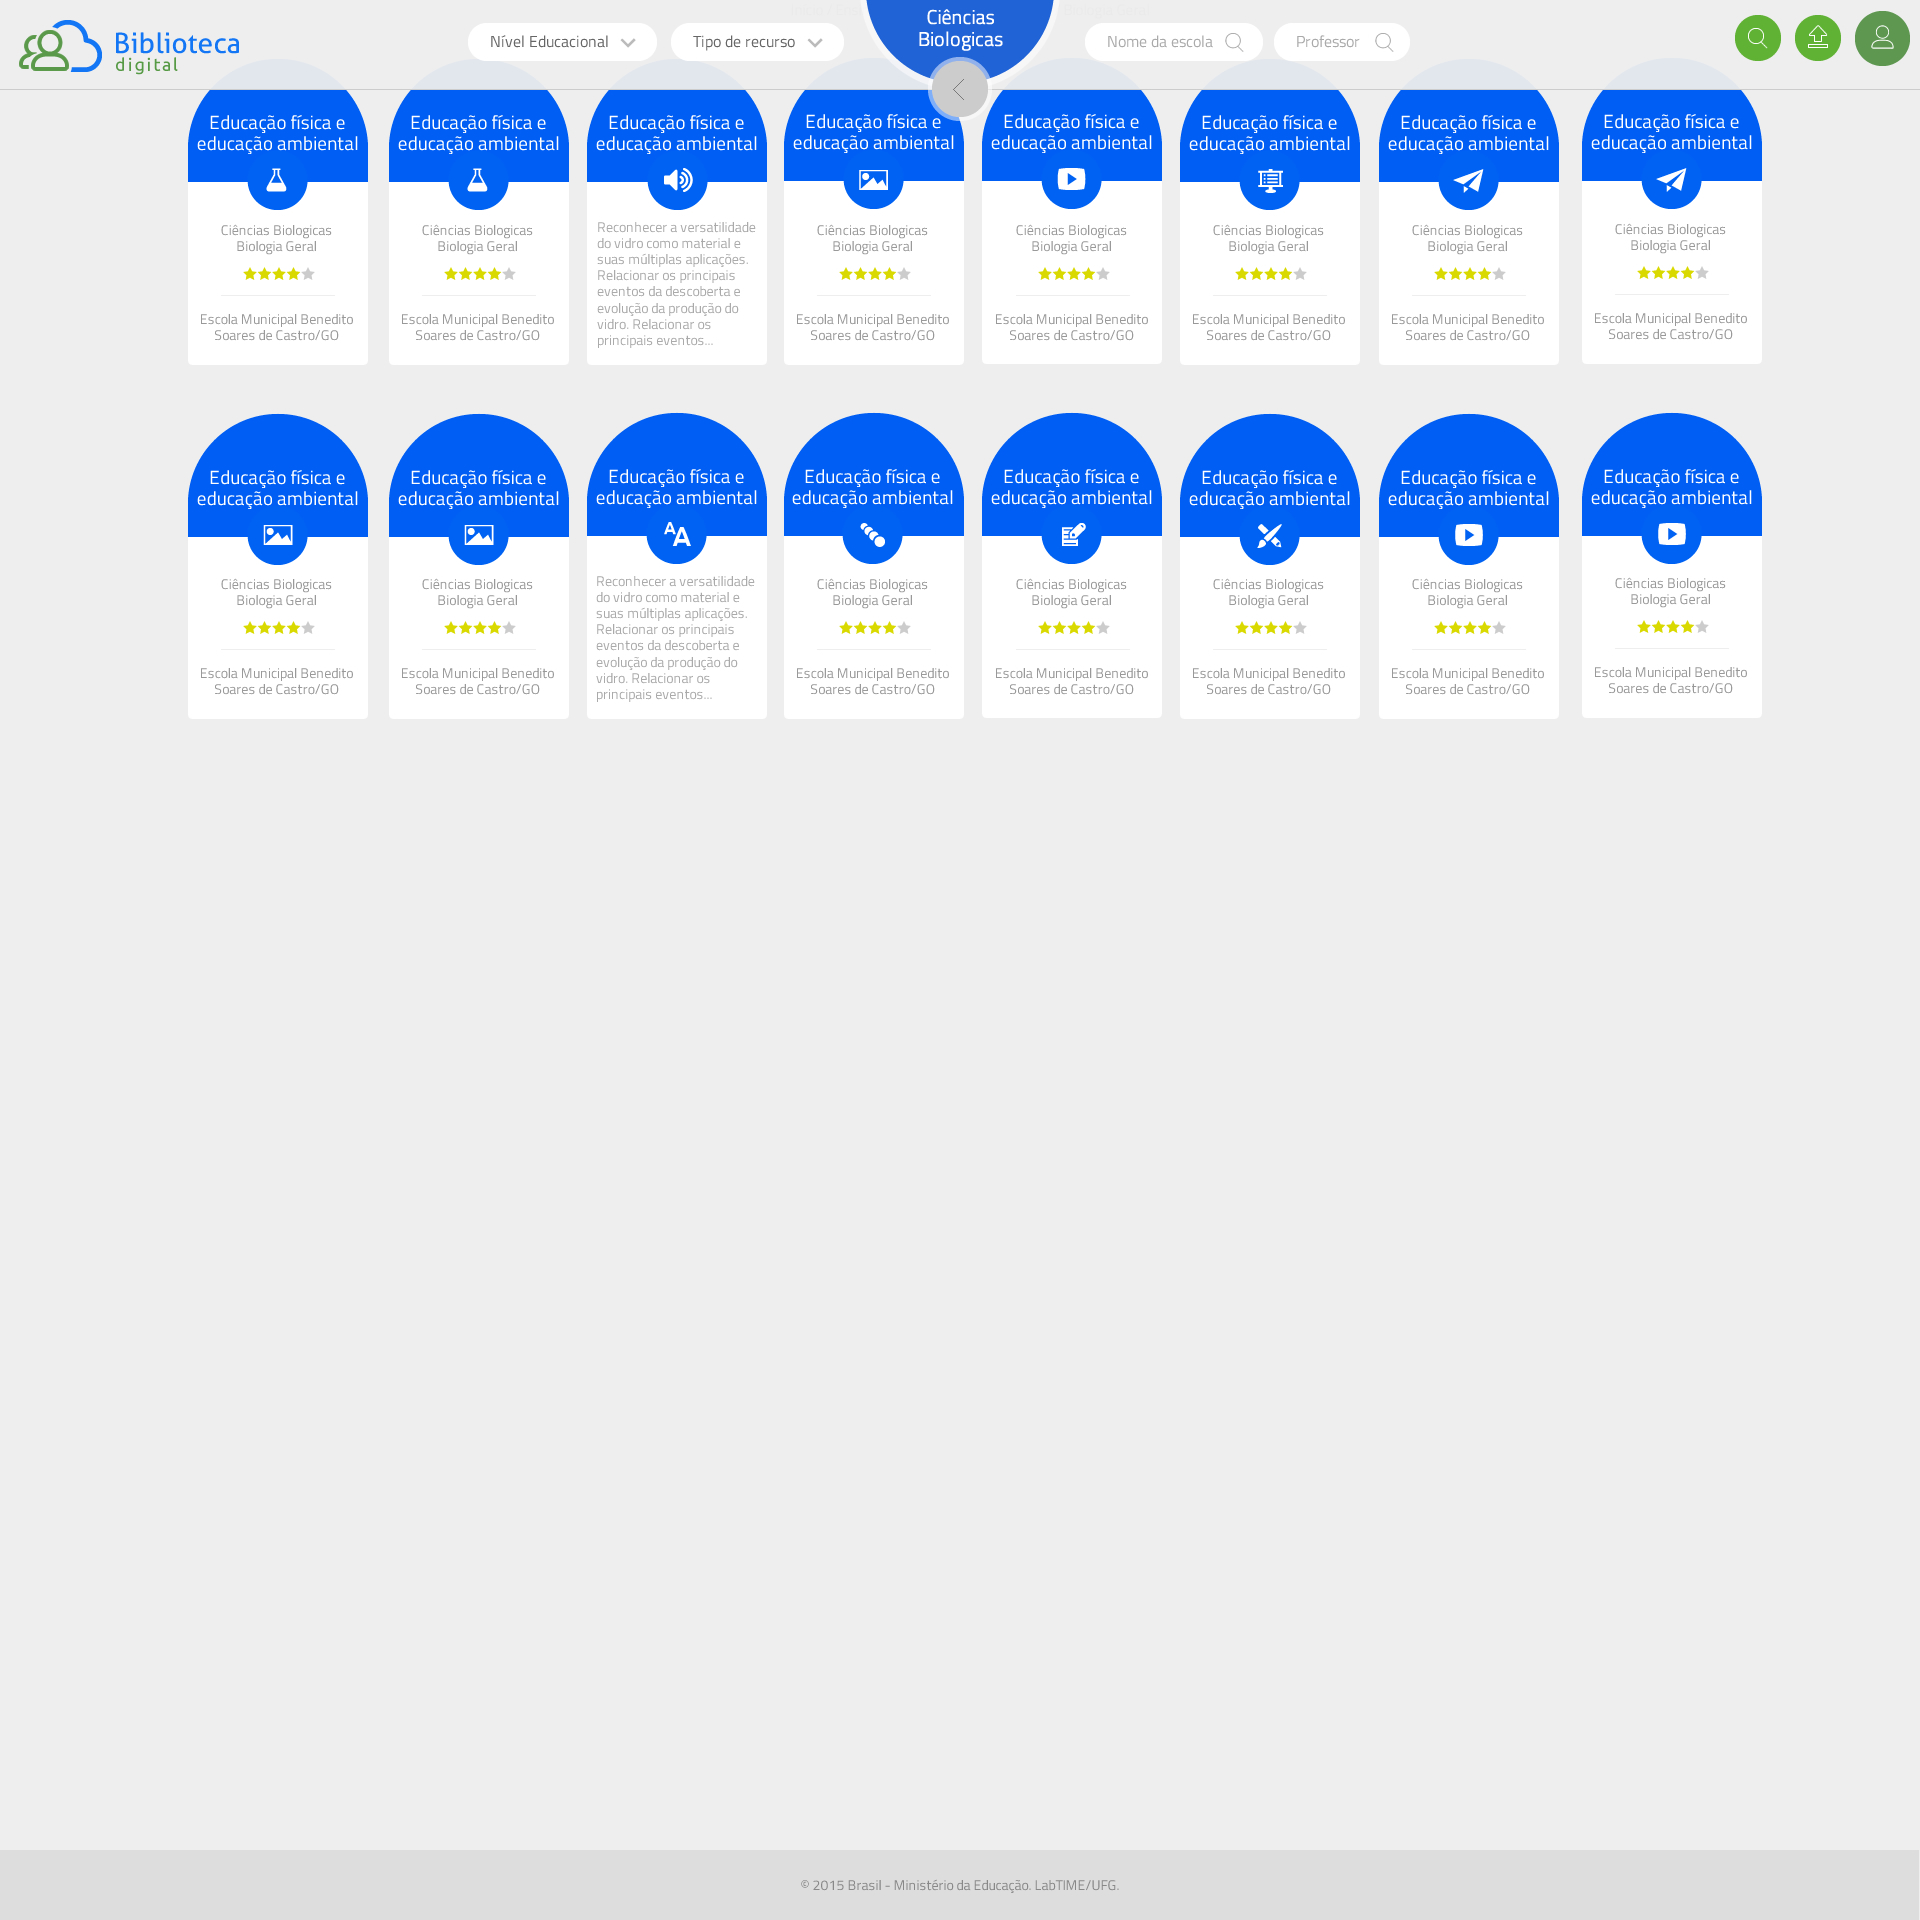 Biblioteca
digital
Nível Educacional
Tipo de recurso
Ciências
Biologicas
Nome da escola
Professor
Educação física e
educação ambiental
Ciências Biologicas
Biologia Geral
Escola Municipal Benedito
Soares de Castro/GO
Educação física e
educação ambiental
Ciências Biologicas
Biologia Geral
Escola Municipal Benedito
Soares de Castro/GO
Educação física e
educação ambiental
Reconhecer a versatilidade
do vidro como material e
suas múltiplas aplicações.
Relacionar os principais
eventos da descoberta e
evolução da produção do
vidro. Relacionar os
principais eventos...
Educação física e
educação ambiental
Ciências Biologicas
Biologia Geral
Escola Municipal Benedito
Soares de Castro/GO
Educação física e
educação ambiental
Ciências Biologicas
Biologia Geral
Escola Municipal Benedito
Soares de Castro/GO
Educação física e
educação ambiental
Ciências Biologicas
Biologia Geral
Escola Municipal Benedito
Soares de Castro/GO
Educação física e
educação ambiental
Ciências Biologicas
Biologia Geral
Escola Municipal Benedito
Soares de Castro/GO
Educação física e
educação ambiental
Ciências Biologicas
Biologia Geral
Escola Municipal Benedito
Soares de Castro/GO
Educação física e
educação ambiental
Ciências Biologicas
Biologia Geral
Escola Municipal Benedito
Soares de Castro/GO
Educação física e
educação ambiental
Ciências Biologicas
Biologia Geral
Escola Municipal Benedito
Soares de Castro/GO
Educação física e
educação ambiental
AA
Reconhecer a versatilidade
do vidro como material e
suas múltiplas aplicações.
Relacionar os principais
eventos da descoberta e
evolução da produção do
vidro. Relacionar os
principais eventos...
Educação física e
educação ambiental
Ciências Biologicas
Biologia Geral
Escola Municipal Benedito
Soares de Castro/GO
Educação física e
educação ambiental
Ciências Biologicas
Biologia Geral
Escola Municipal Benedito
Soares de Castro/GO
Educação física e
educação ambiental
Ciências Biologicas
Biologia Geral
Escola Municipal Benedito
Soares de Castro/GO
Educação física e
educação ambiental
Ciências Biologicas
Biologia Geral
Escola Municipal Benedito
Soares de Castro/GO
Educação física e
educação ambiental
Ciências Biologicas
Biologia Geral
Escola Municipal Benedito
Soares de Castro/GO
© 2015 Brasil - Ministério da Educação. LabTIME/UFG.